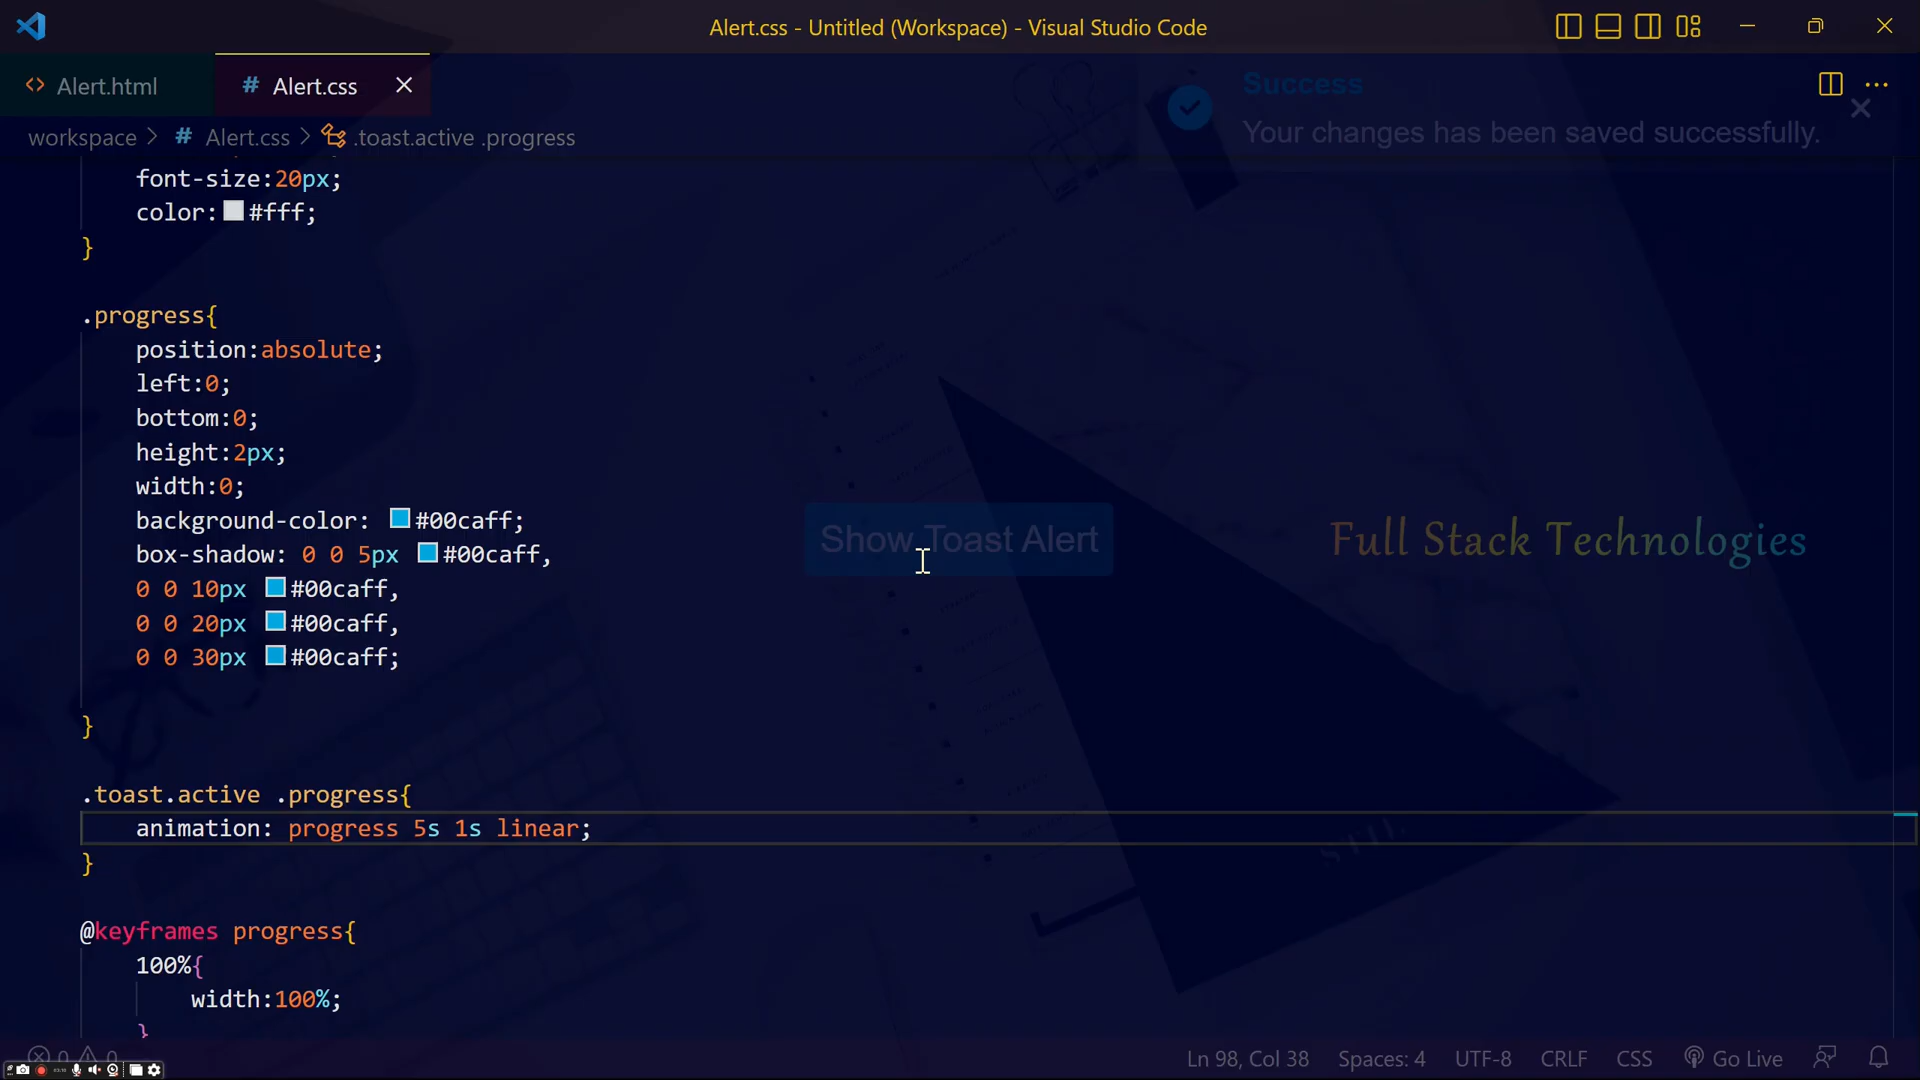 Alert.css - Untitled (Workspace) - Visual Studio Code
Alert.html
# Alert.css
workspace > # Alert.css > .toast.active .progress
Success
Your changes has been saved successfully.
font-size:20px;
color:#fff;
}
.progress{
position:absolute;
left:0;
bottom:0;
height:2px;
width:0;
background-color: #00caff;
box-shadow: 0 0 5px #00caff,
0 0 10px #00caff,
0 0 20px #00caff,
0 0 30px #00caff;
}
Show Toast Alert
Full Stack Technologies
.toast.active .progress{
animation: progress 5s 1s linear;
}
@keyframes progress{
100%{
width:100%;
}
0 0
Ln 98, Col 38 Spaces: 4 UTF-8 CRLF CSS Go Live